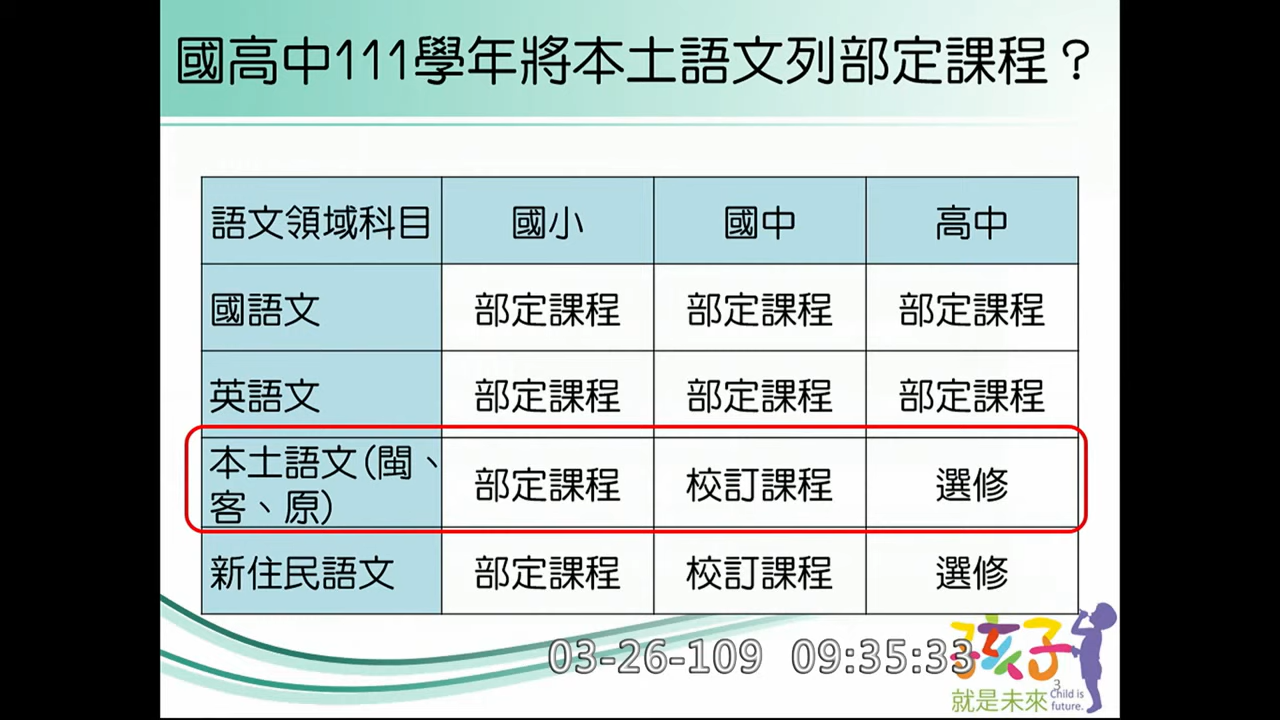 國高中111學年將本土語文列部定課程？
語文領域科目 國小 國中 高中
國語文 部定課程 部定課程 部定課程
英語文 部定課程 部定課程 部定課程
本土語文(閩、
客、原) 部定課程 校訂課程 選修
新住民語文 部定課程 校訂課程 選修
03-26-109 09:35:33
孩子
就是未來
Child is
future.
3